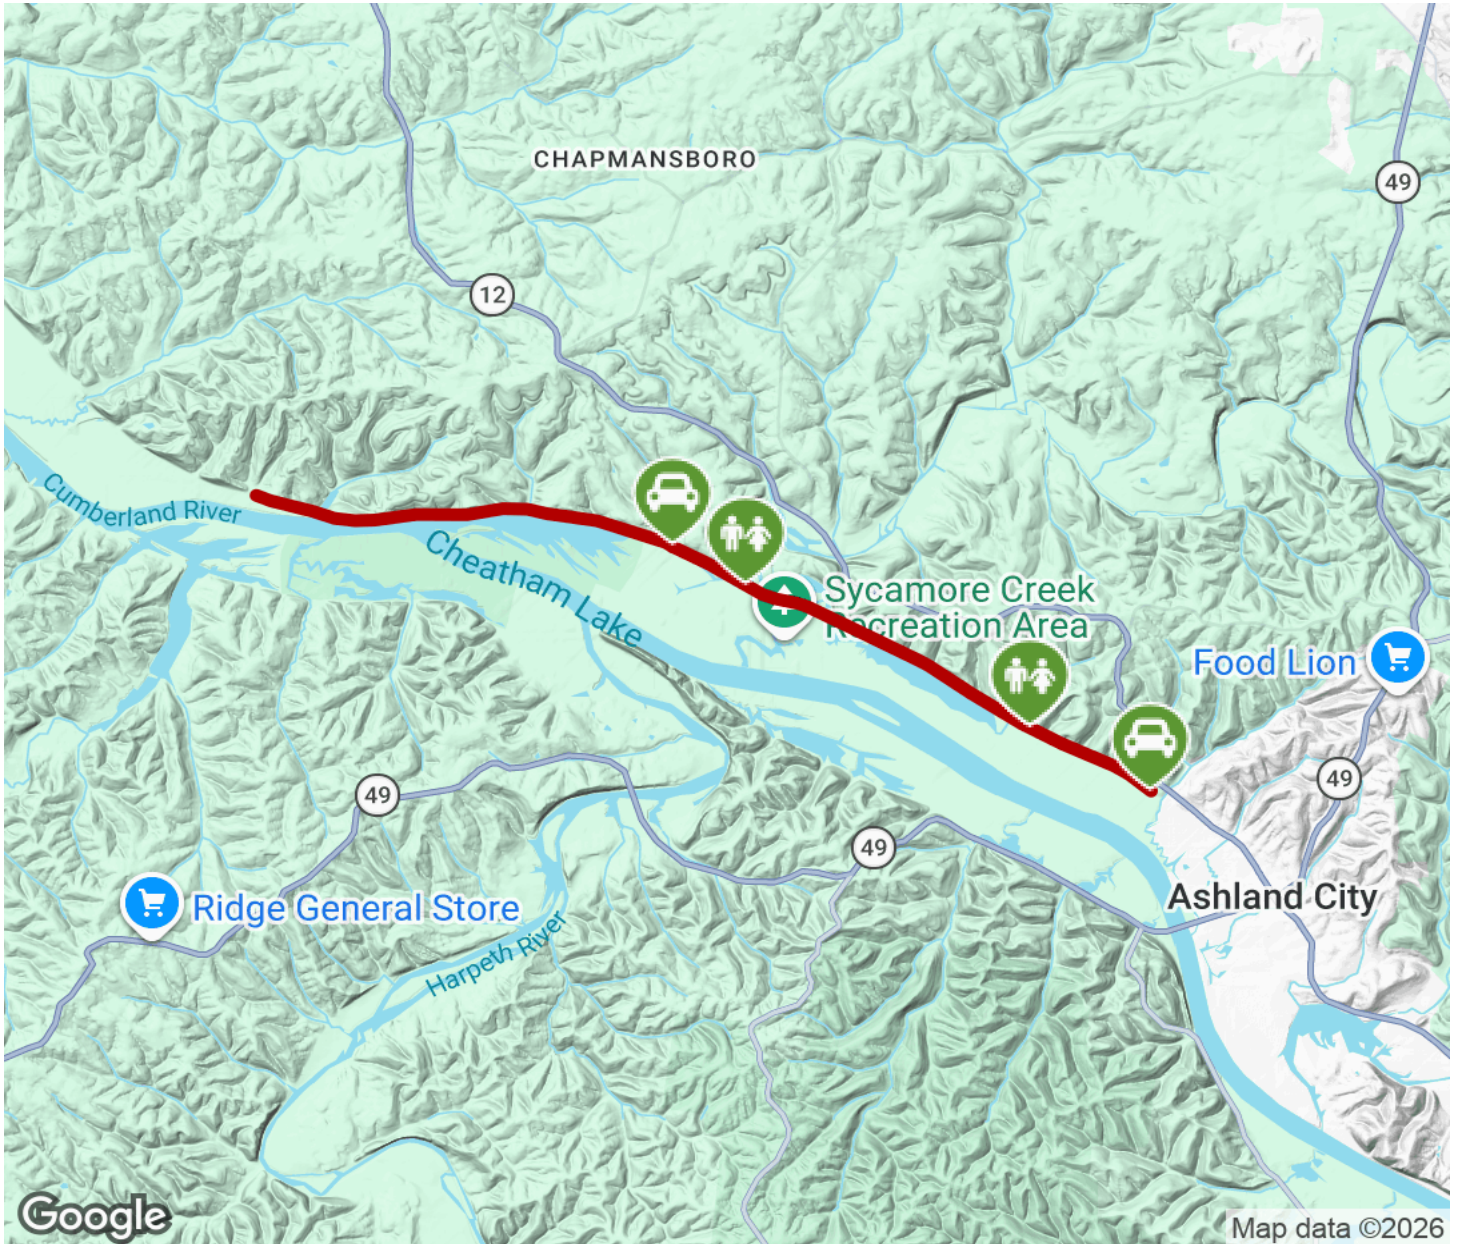 CHAPMANSBORO
49
12
Cumberland River
Cheatham Lake
Sycamore Creek
Recreation Area
Food Lion
49
49
49
Ashland City
Ridge General Store
Harpeth River
Google
Map data ©2026